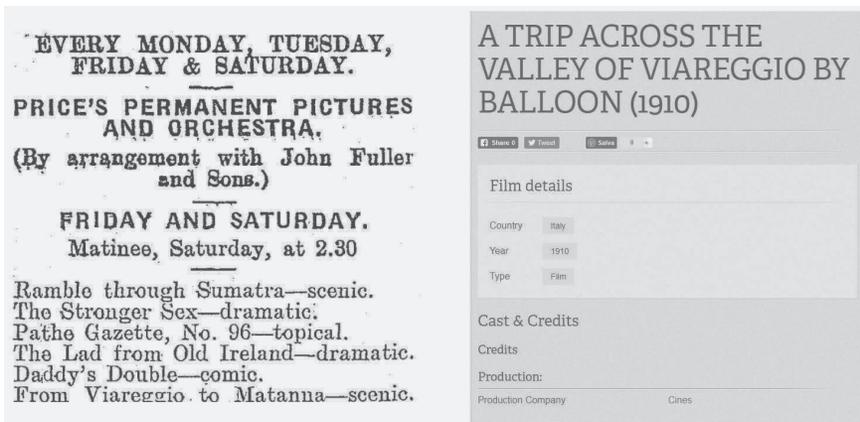 EVERY MONDAY, TUESDAY,
FRIDAY & SATURDAY.
PRICE'S PERMANENT PICTURES
AND ORCHESTRA.
(By arrangement with John Fuller
and Sons.)
FRIDAY AND SATURDAY.
Matinee, Saturday, at 2.30
Ramble through Sumatra—scenic.
The Stronger Sex—dramatic.
Pathe Gazette, No. 96—topical.
The Lad from Old Ireland—dramatic.
Daddy's Double—comic.
From Viareggio to Matanna—scenic.
A TRIP ACROSS THE
VALLEY OF VIAREGGIO BY
BALLOON (1910)
Share 0 Tweet Salva 8 +
Film details
Country Italy
Year 1910
Type Film
Cast & Credits
Credits
Production:
Production Company Cines